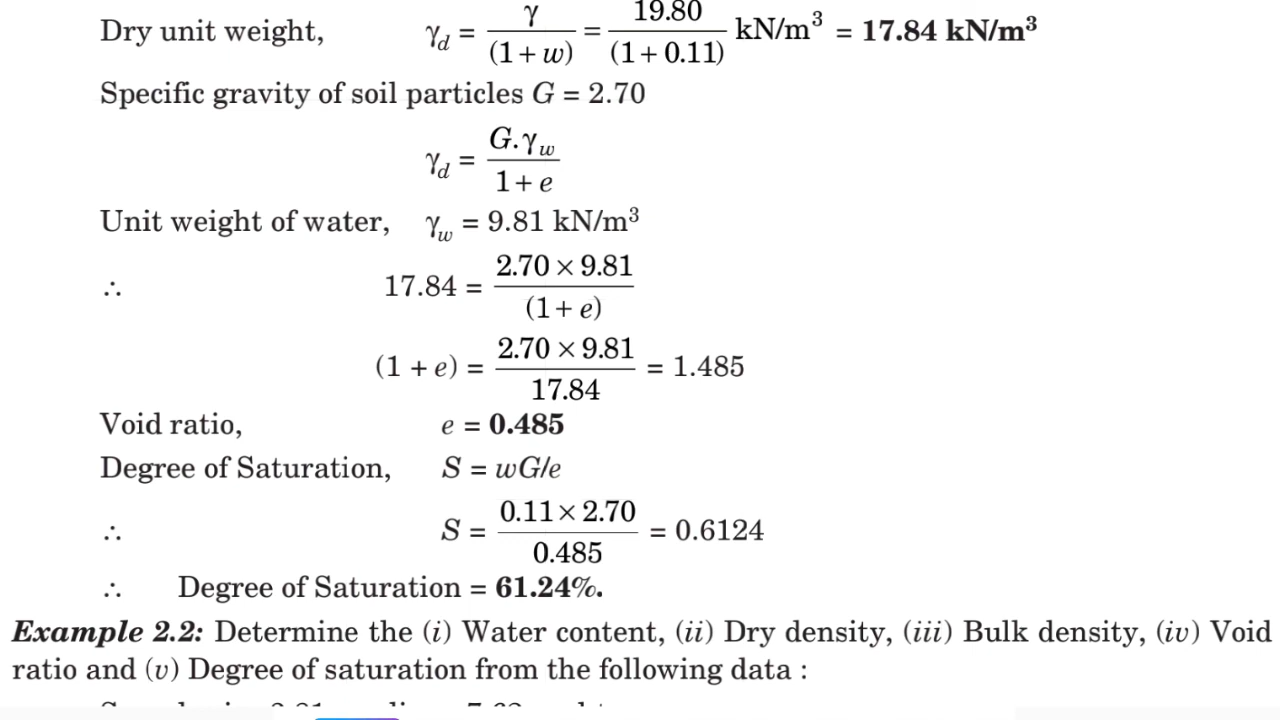 Dry unit weight, γd = γ/(1 + w) = 19.80/(1 + 0.11) kN/m³ = 17.84 kN/m³
Specific gravity of soil particles G = 2.70
γd = G.γw/1 + e
Unit weight of water, γw = 9.81 kN/m³
∴ 17.84 = 2.70 × 9.81/(1 + e)
(1 + e) = 2.70 × 9.81/17.84 = 1.485
Void ratio, e = 0.485
Degree of Saturation, S = wG/e
∴ S = 0.11 × 2.70/0.485 = 0.6124
∴ Degree of Saturation = 61.24%.
Example 2.2: Determine the (i) Water content, (ii) Dry density, (iii) Bulk density, (iv) Void
ratio and (v) Degree of saturation from the following data :